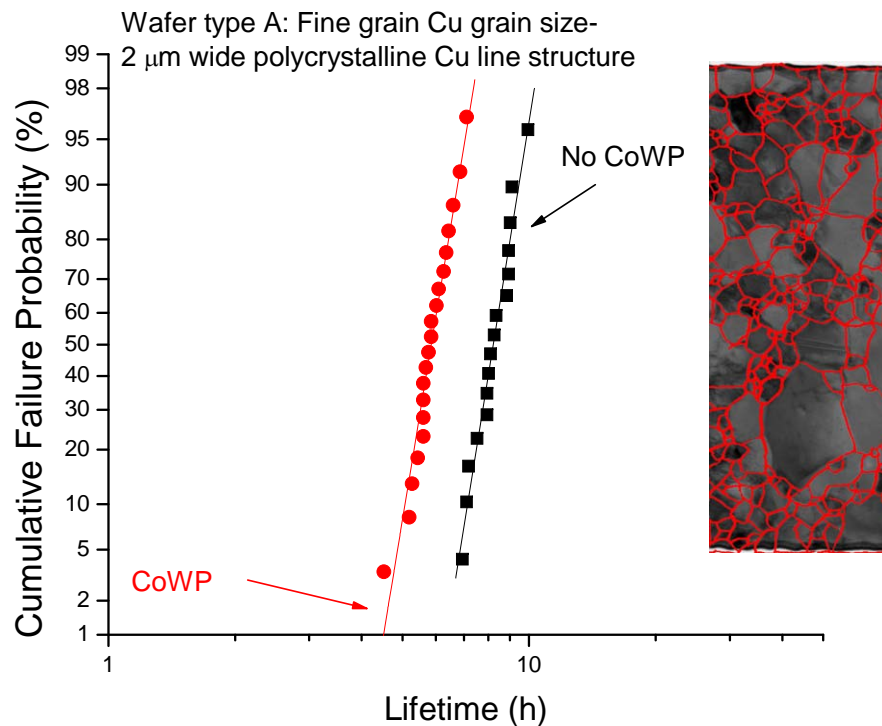 Wafer type A: Fine grain Cu grain size-
2 μm wide polycrystalline Cu line structure
Cumulative Failure Probability (%)
99
98
95
90
80
70
60
50
40
30
20
10
5
2
1
No CoWP
CoWP
1
10
Lifetime (h)